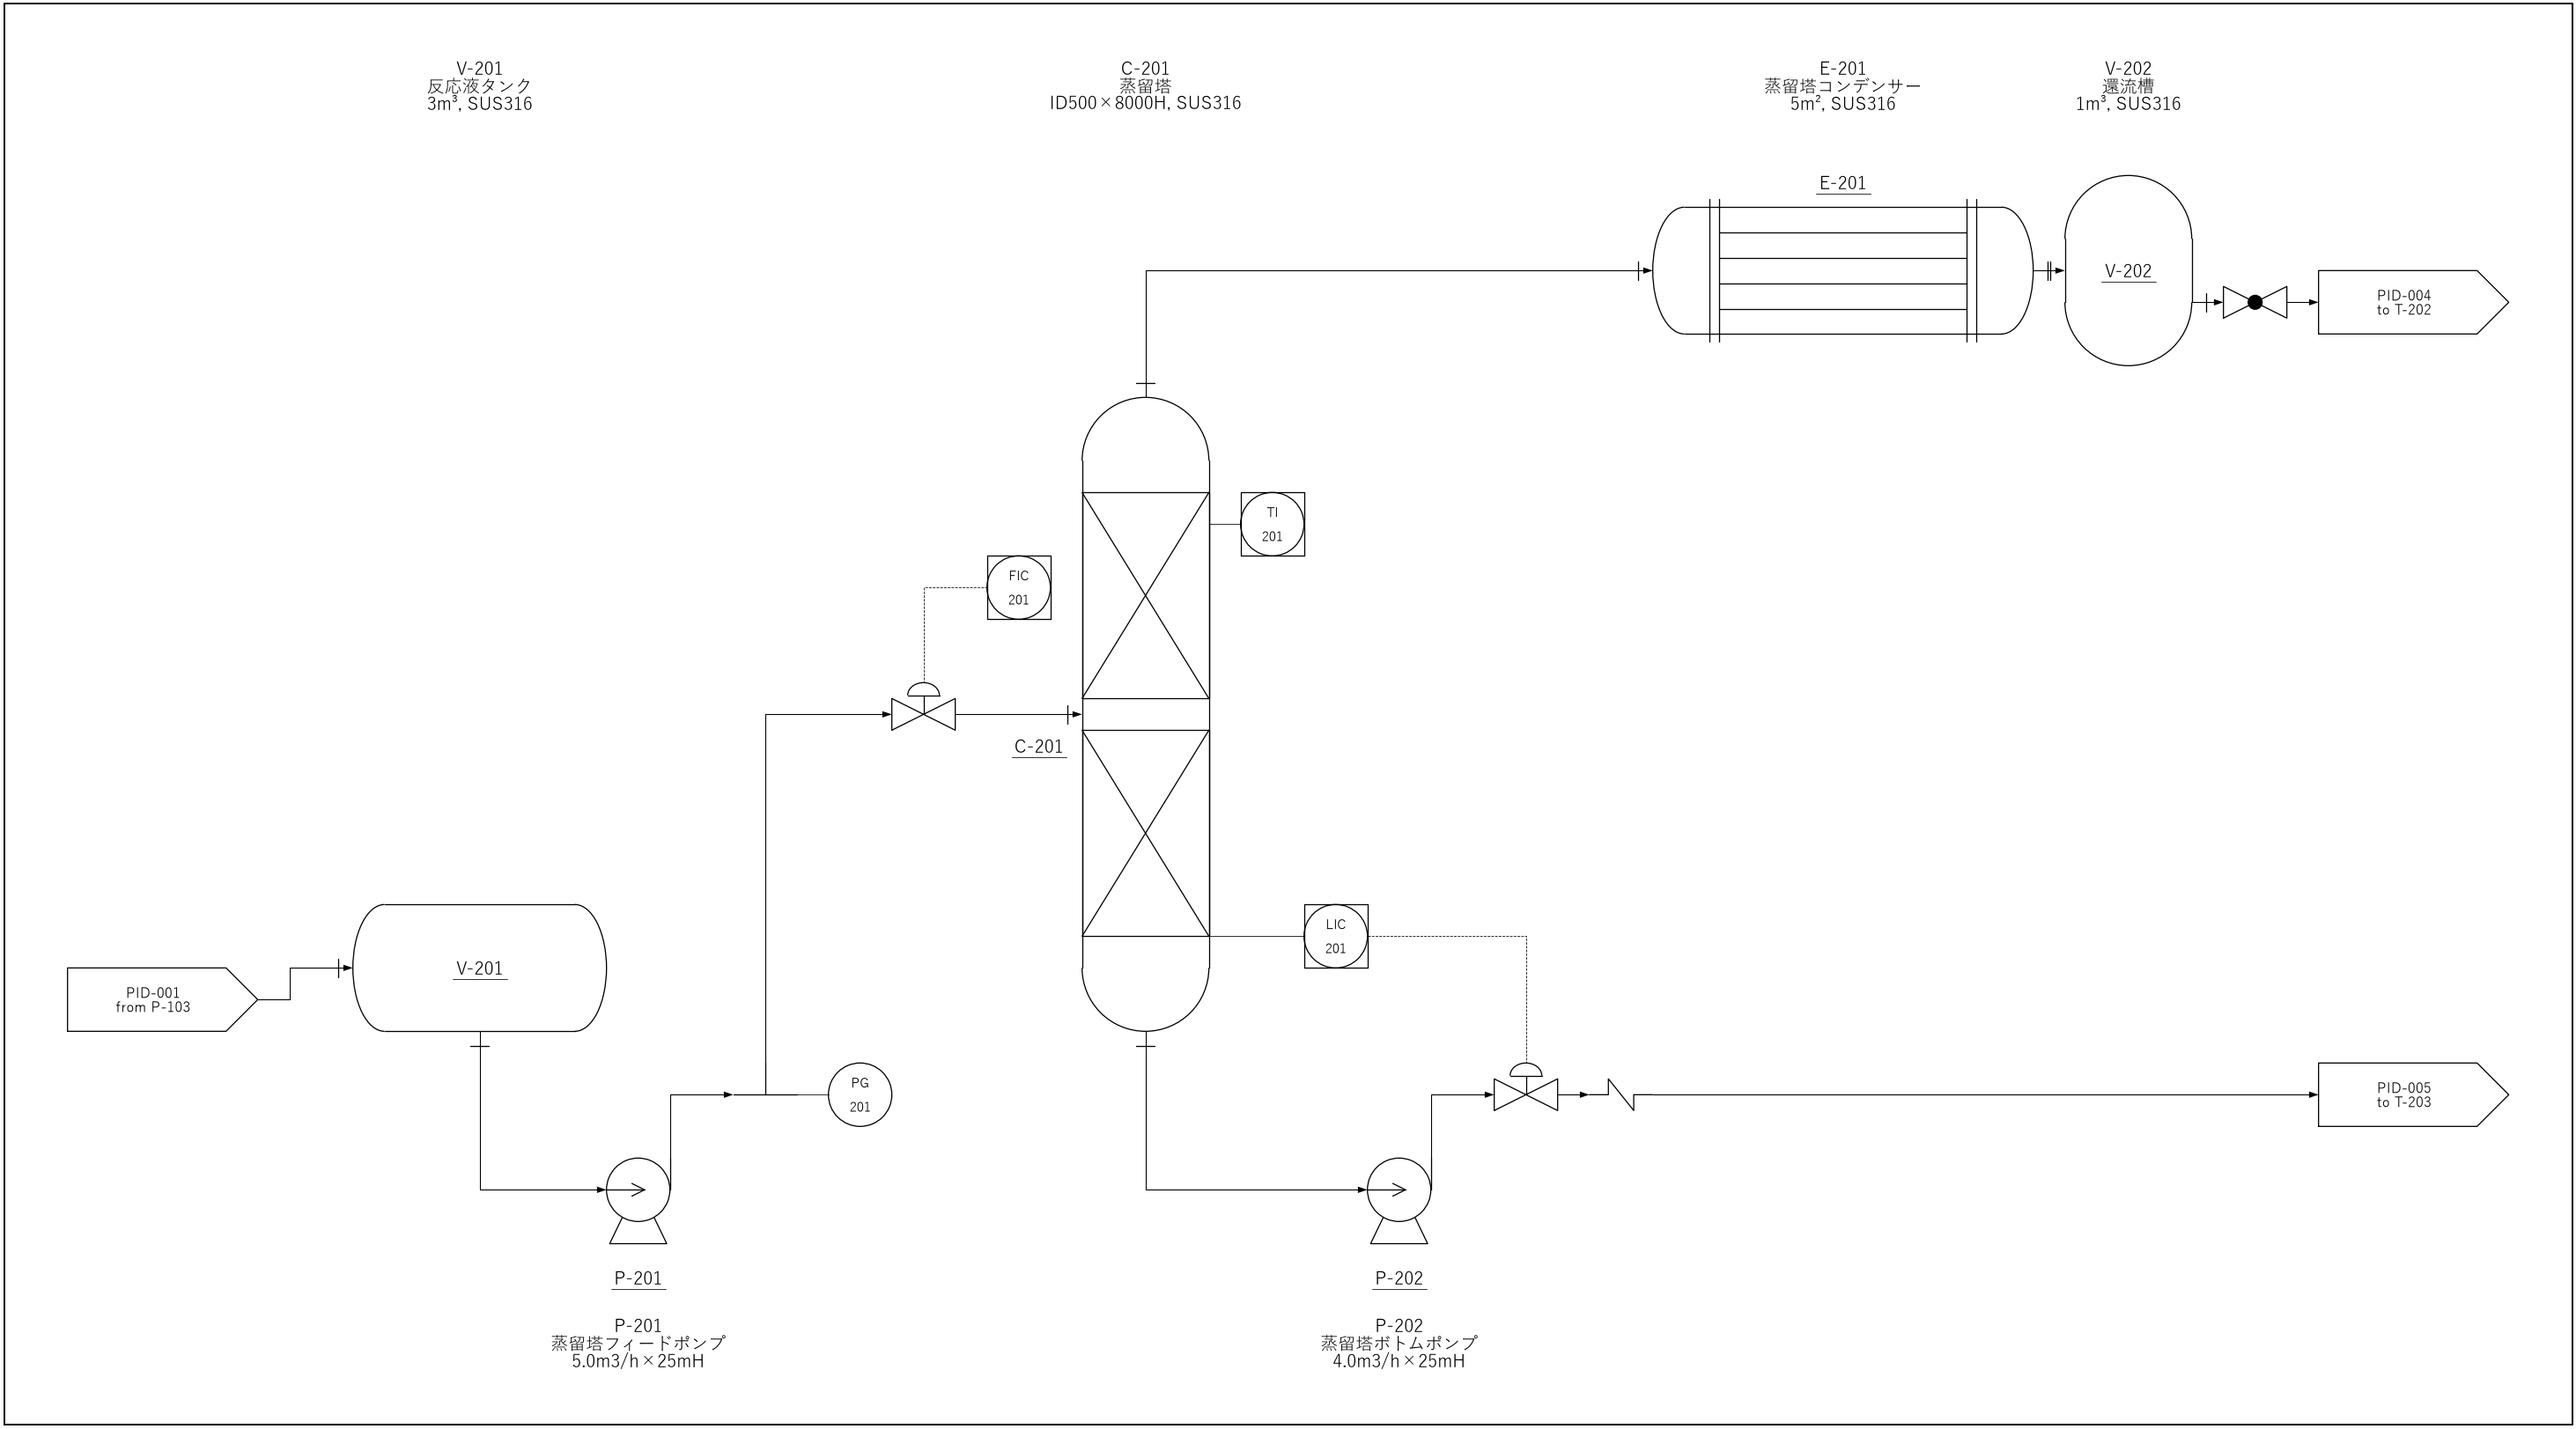 V-201
反応液タンク
3m³, SUS316
C-201
蒸留塔
ID500×8000H, SUS316
E-201
蒸留塔コンデンサー
5m², SUS316
V-202
還流槽
1m³, SUS316
E-201
V-202
PID-004
to T-202
TI
201
FIC
201
C-201
LIC
201
V-201
PID-001
from P-103
PG
201
PID-005
to T-203
P-201
P-202
P-201
蒸留塔フィードポンプ
5.0m3/h×25mH
P-202
蒸留塔ボトムポンプ
4.0m3/h×25mH